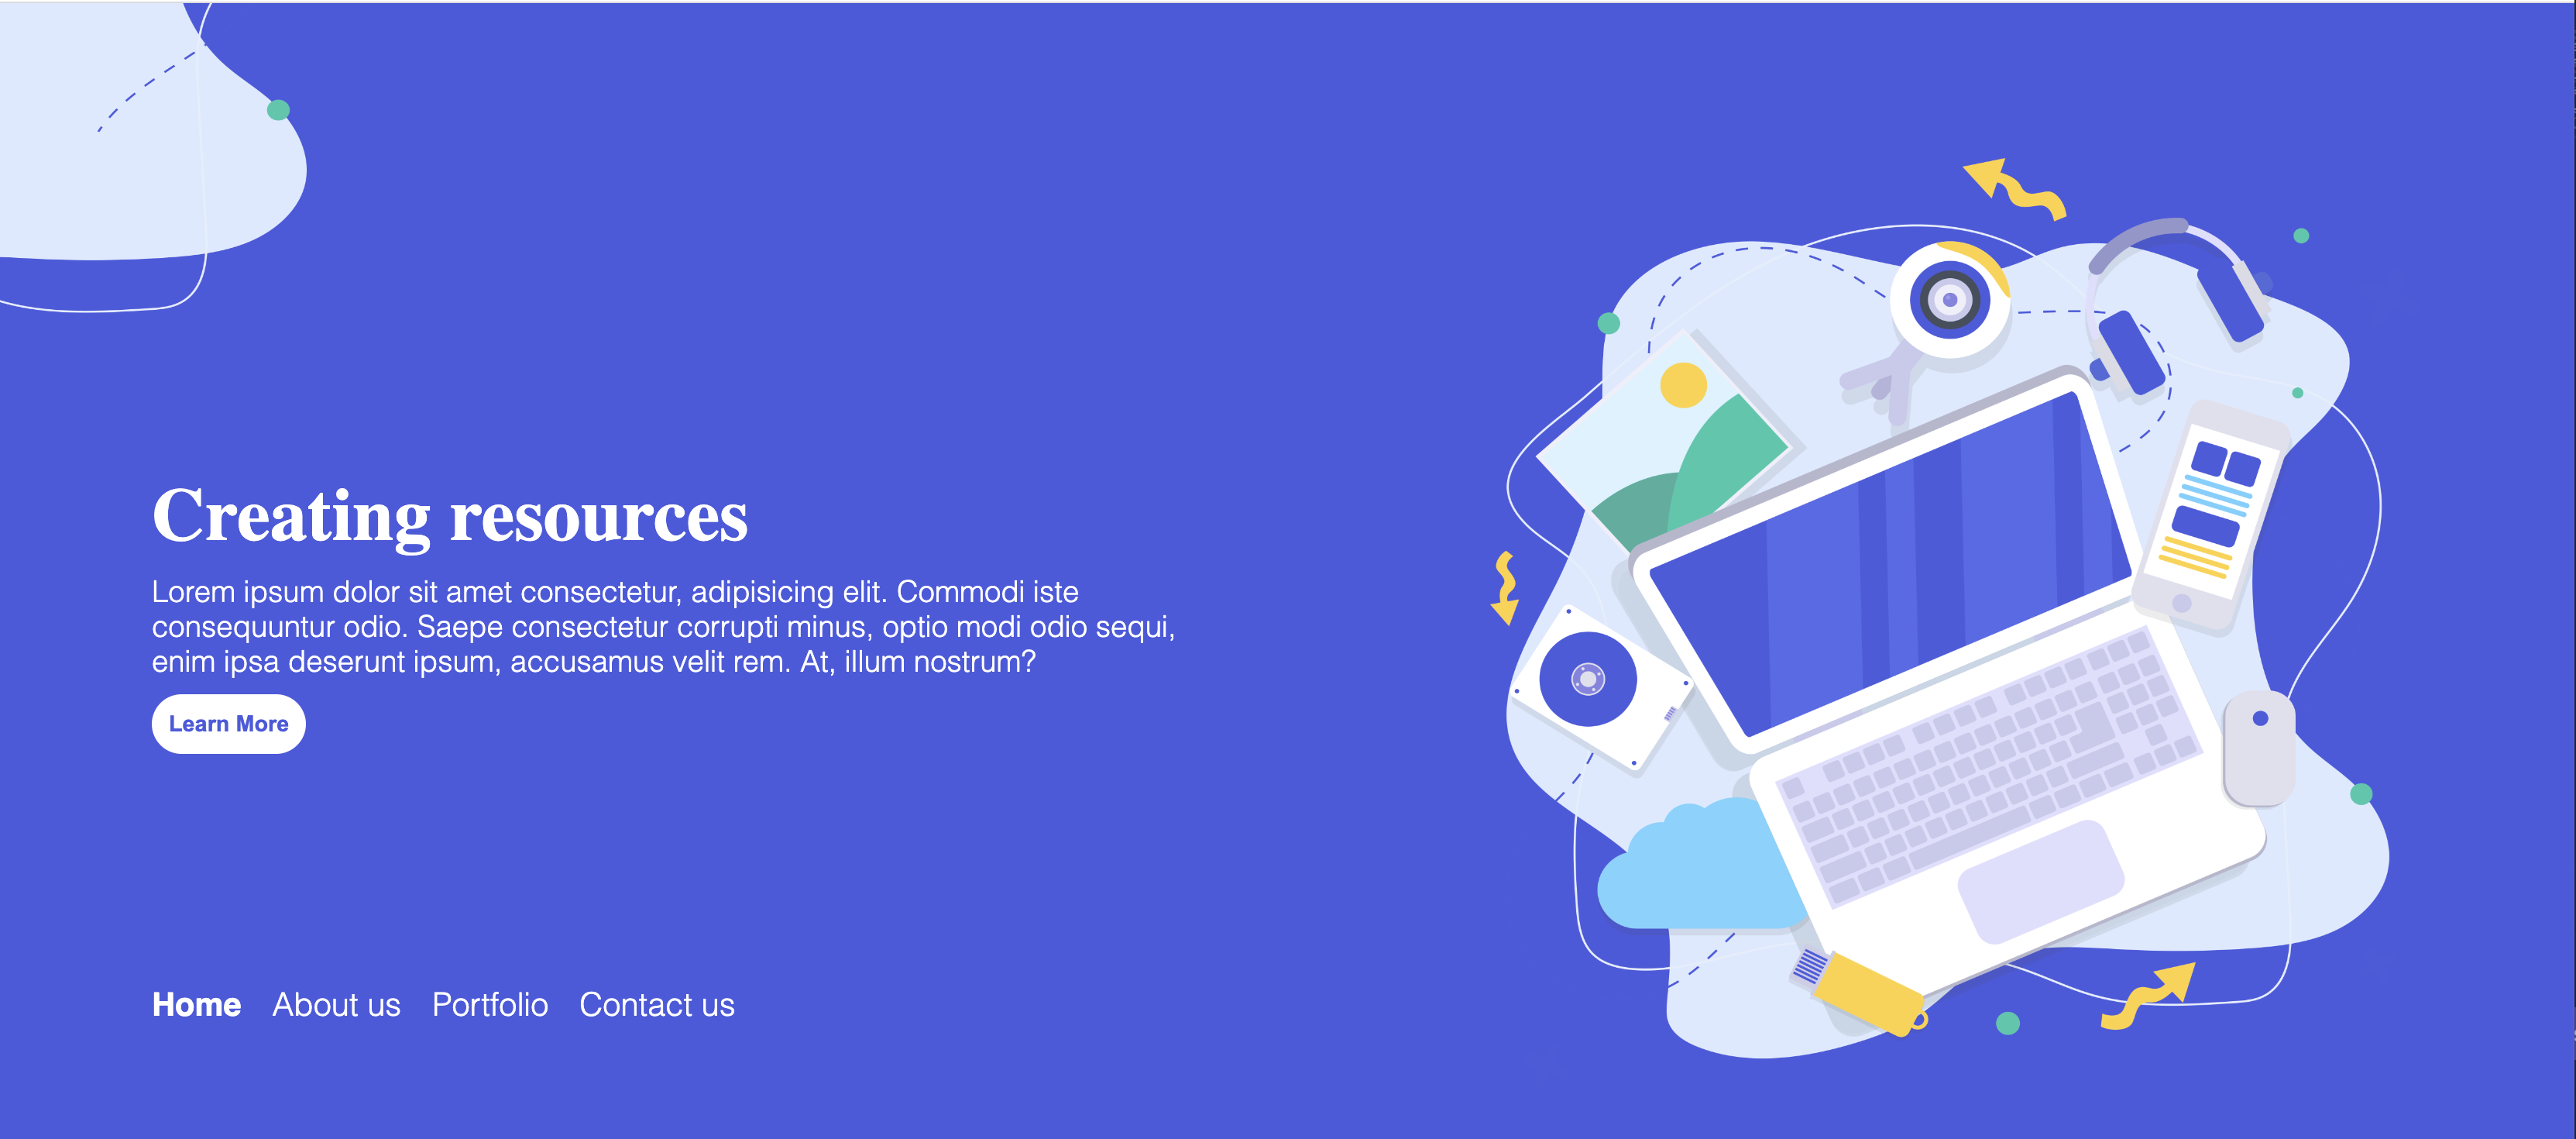 Creating resources
Lorem ipsum dolor sit amet consectetur, adipisicing elit. Commodi iste
consequuntur odio. Saepe consectetur corrupti minus, optio modi odio sequi,
enim ipsa deserunt ipsum, accusamus velit rem. At, illum nostrum?
Learn More
Home About us Portfolio Contact us